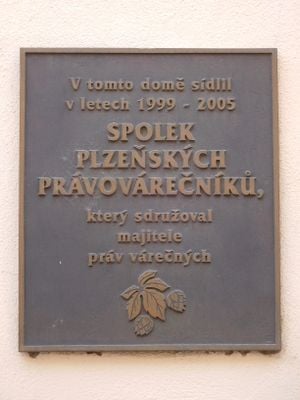 V tomto domě sídlil
v letech 1999 - 2005
SPOLEK
PLZEŇSKÝCH
PRÁVOVÁREČNÍKŮ,
který sdružoval
majitele
práv várečných